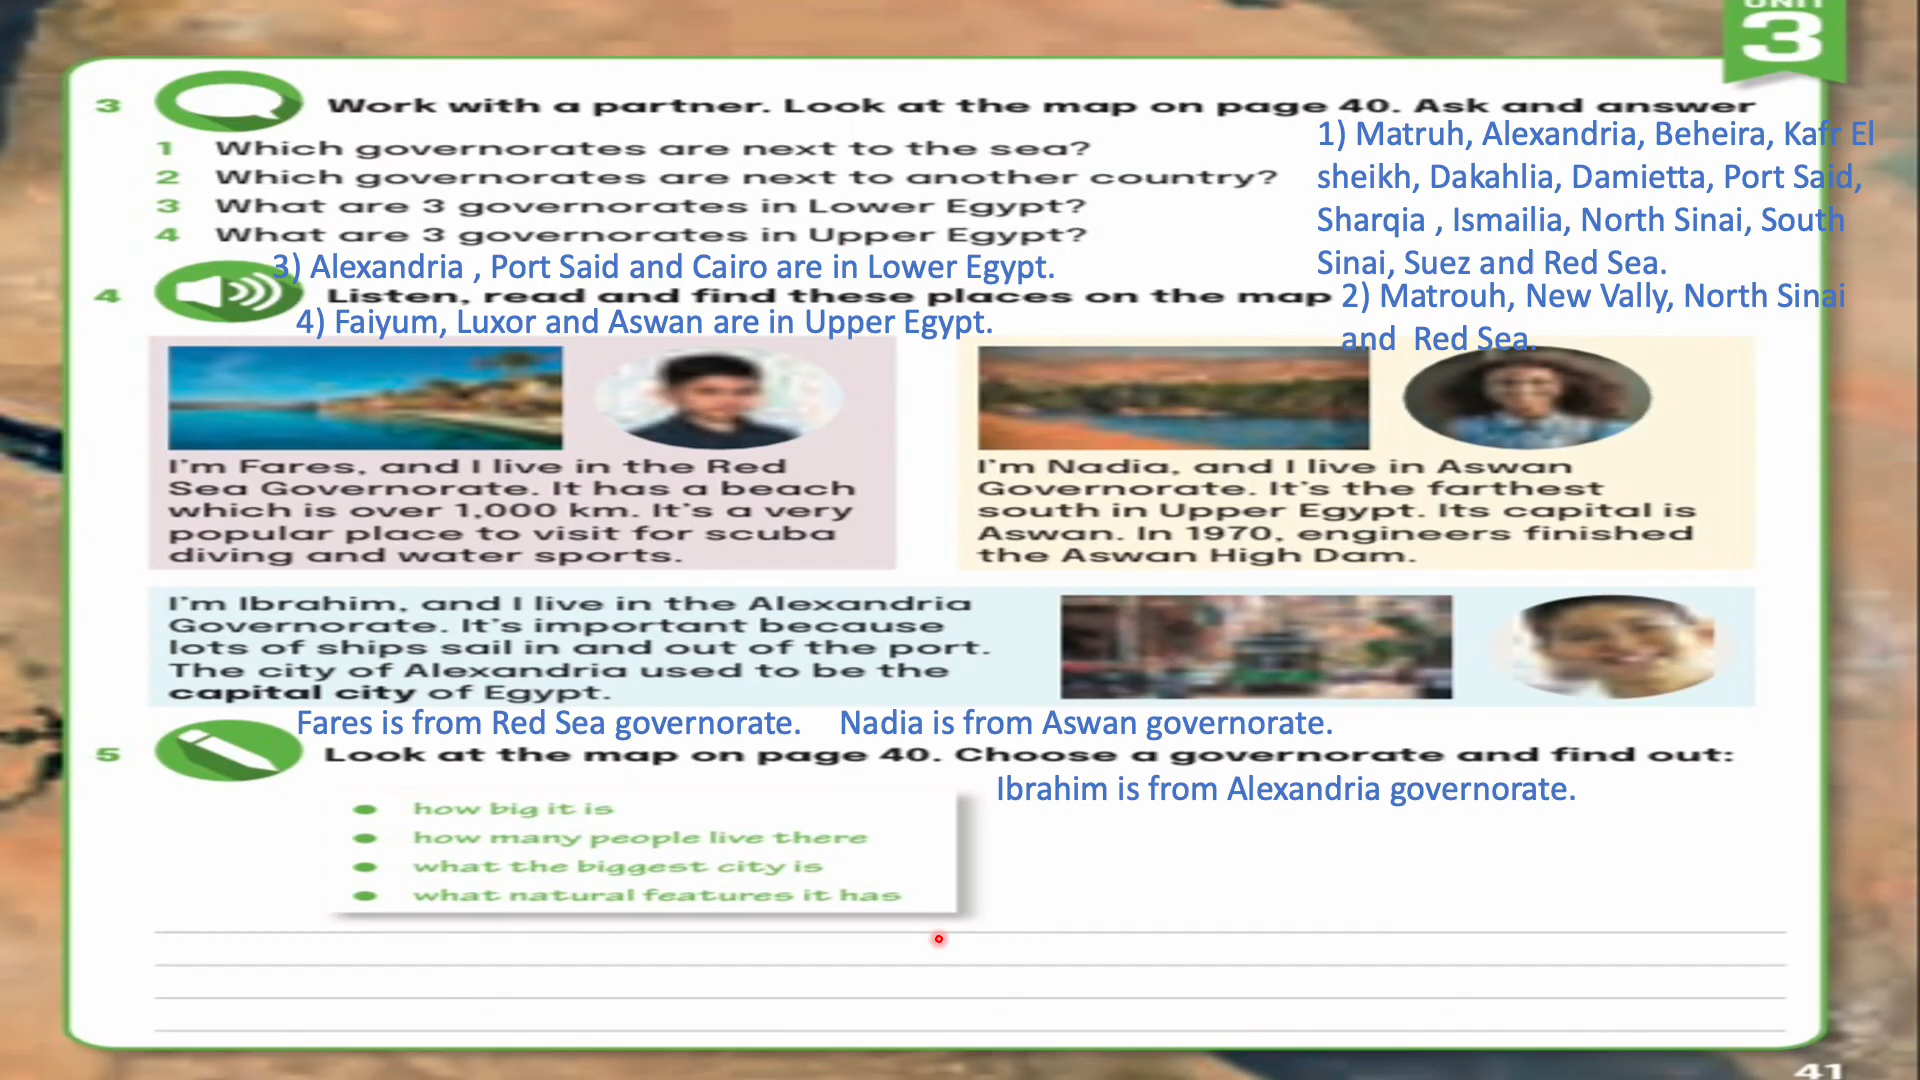 UNIT
3
3 Work with a partner. Look at the map on page 40. Ask and answer
1 Which governorates are next to the sea?
2 Which governorates are next to another country?
3 What are 3 governorates in Lower Egypt?
4 What are 3 governorates in Upper Egypt?
1) Matruh, Alexandria, Beheira, Kafr El
sheikh, Dakahlia, Damietta, Port Said,
Sharqia , Ismailia, North Sinai, South
Sinai, Suez and Red Sea.
3) Alexandria , Port Said and Cairo are in Lower Egypt.
4 Listen, read and find these places on the map
2) Matrouh, New Vally, North Sinai
and Red Sea.
4) Faiyum, Luxor and Aswan are in Upper Egypt.
I'm Fares, and I live in the Red
Sea Governorate. It has a beach
which is over 1,000 km. It's a very
popular place to visit for scuba
diving and water sports.
I'm Nadia, and I live in Aswan
Governorate. It's the farthest
south in Upper Egypt. Its capital is
Aswan. In 1970, engineers finished
the Aswan High Dam.
I'm Ibrahim, and I live in the Alexandria
Governorate. It's important because
lots of ships sail in and out of the port.
The city of Alexandria used to be the
capital city of Egypt.
Fares is from Red Sea governorate. Nadia is from Aswan governorate.
5 Look at the map on page 40. Choose a governorate and find out:
Ibrahim is from Alexandria governorate.
how big it is
how many people live there
what the biggest city is
what natural features it has
41